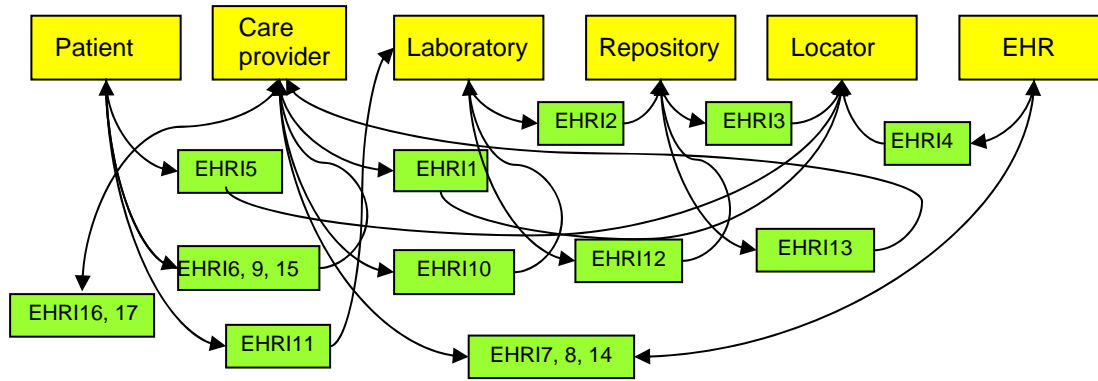 Patient
Care
provider
Laboratory
Repository
Locator
EHR
EHRI2
EHRI3
EHRI4
EHRI5
EHRI1
EHRI6, 9, 15
EHRI10
EHRI12
EHRI13
EHRI16, 17
EHRI11
EHRI7, 8, 14